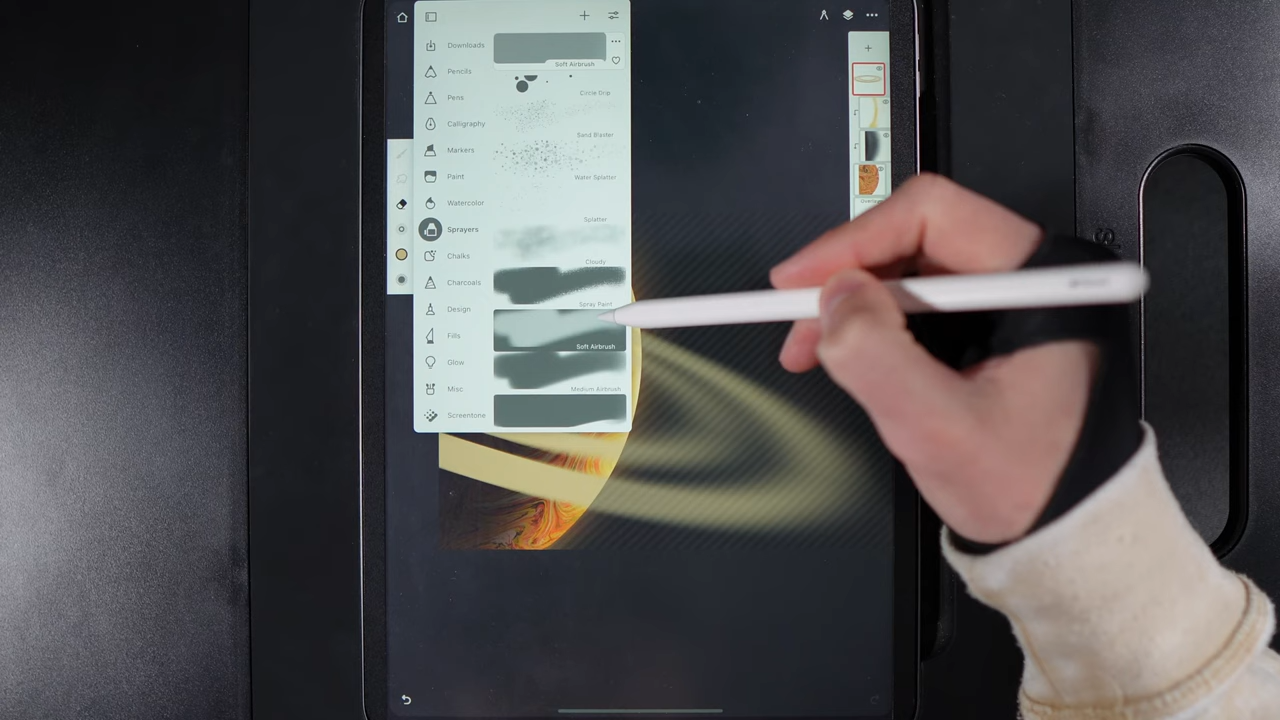 Downloads
Soft Airbrush
Pencils
Circle Drip
Pens
Calligraphy
Sand Blaster
Markers
Paint
Water Splatter
Watercolor
Splatter
Sprayers
Chalks
Cloudy
Charcoals
Spray Paint
Design
Fills
Soft Airbrush
Glow
Misc
Medium Airbrush
Screentone